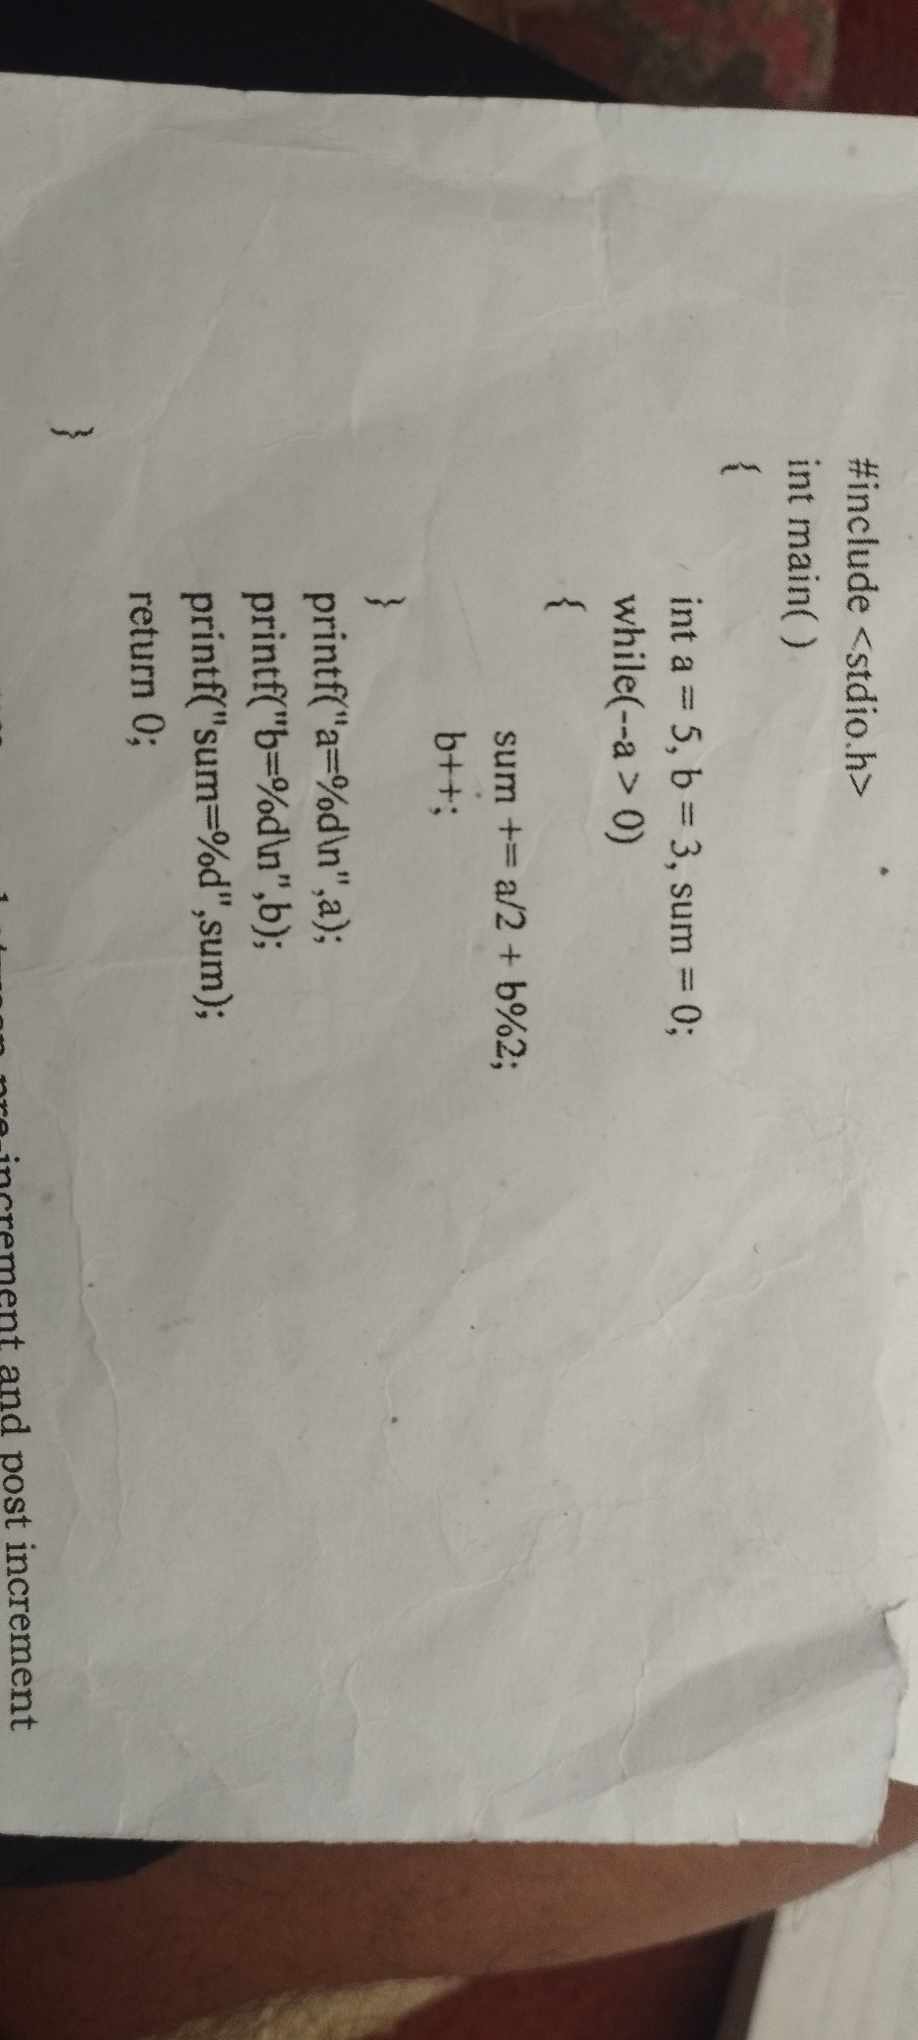 #include <stdio.h>
int main( )
{
int a = 5, b = 3, sum = 0;
while(--a > 0)
{
sum += a/2 + b%2;
b++;
}
printf("a=%d\n",a);
printf("b=%d\n",b);
printf("sum=%d",sum);
return 0;
}
between pre-increment and post increment